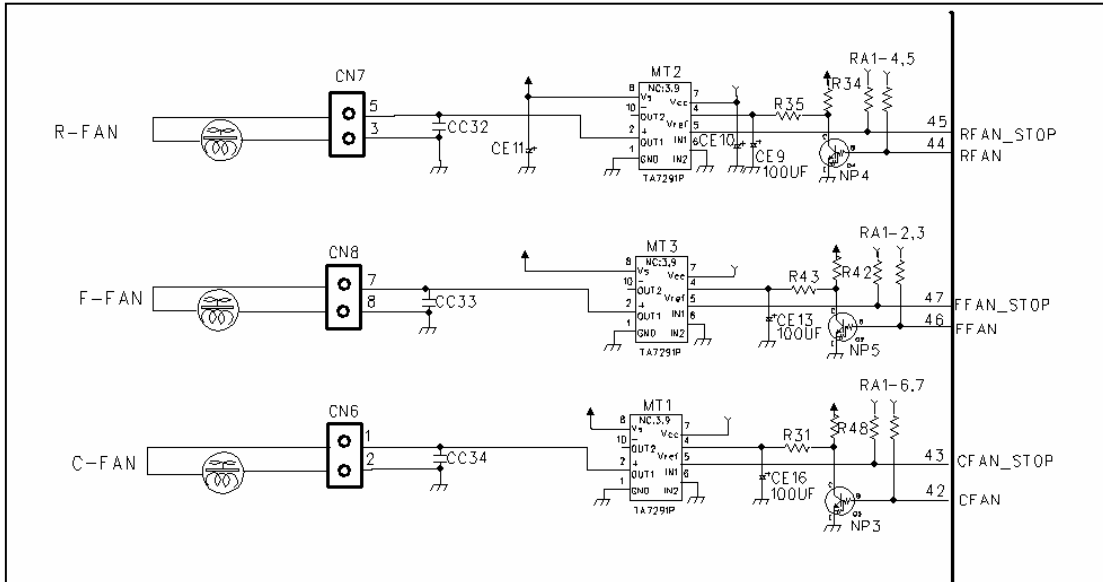 RA1-4,5
MT2
NC:3.9
CN7
R34
8
Vs
Vcc
7
R35
5
10
OUT2
4
45
RFAN_STOP
R-FAN
3
CC32
CE11
2
+
OUT1
Vref
5
IN1
6
CE10
CE9
44
RFAN
1
GND
IN2
100UF
NP4
TA7291P
RA1-2,3
MT3
NC:3.9
CN8
8
Vs
Vcc
7
R43
R42
7
10
OUT2
4
47
FFAN_STOP
F-FAN
8
CC33
2
+
OUT1
Vref
5
IN1
6
CE13
46
FFAN
1
GND
IN2
100UF
NP5
TA7291P
RA1-6.7
MT1
NC:3.9
CN6
Vs
Vcc
7
R31
R48
1
10
OUT2
4
43
CFAN_STOP
C-FAN
2
CC34
2
+
OUT1
Vref
5
IN1
6
CE16
42
CFAN
1
GND
IN2
100UF
NP3
TA7291P